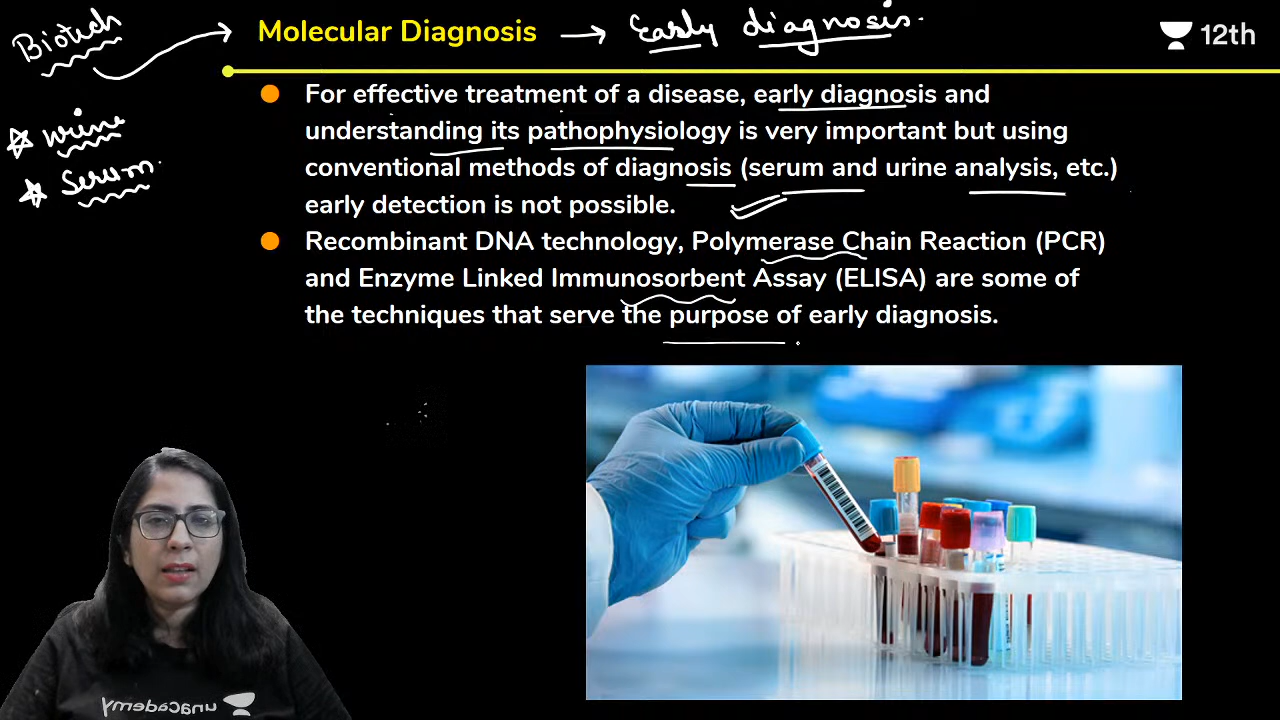 Biotech
Molecular Diagnosis → Early diagnosis.
12th
For effective treatment of a disease, early diagnosis and
understanding its pathophysiology is very important but using
conventional methods of diagnosis (serum and urine analysis, etc.)
early detection is not possible.
Urine
Serum
Recombinant DNA technology, Polymerase Chain Reaction (PCR)
and Enzyme Linked Immunosorbent Assay (ELISA) are some of
the techniques that serve the purpose of early diagnosis.
unacademy